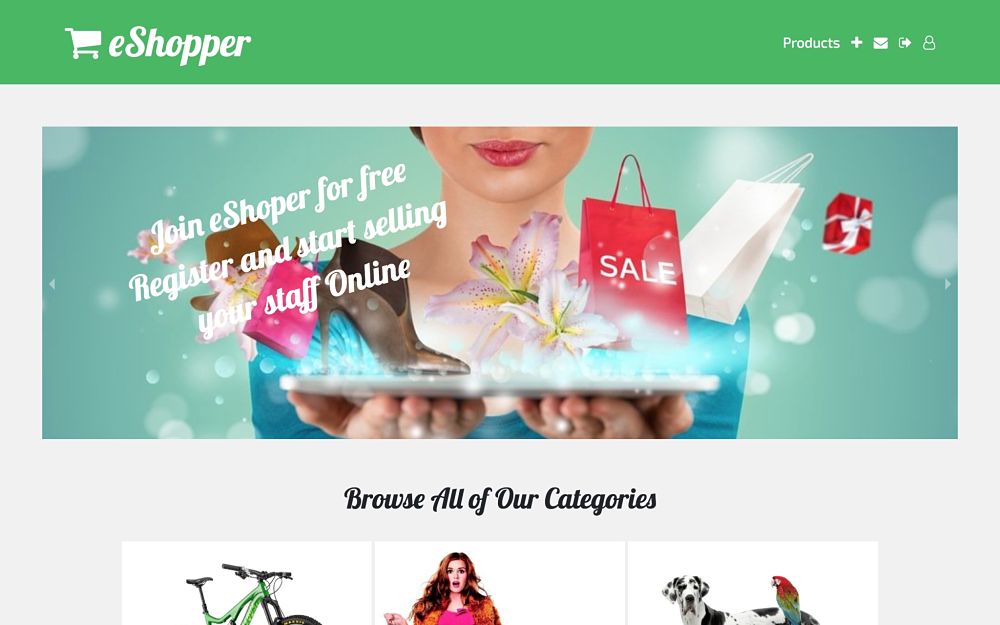 eShopper
Products
Join eShoper for free
Register and start selling
your staff Online
SALE
Browse All of Our Categories